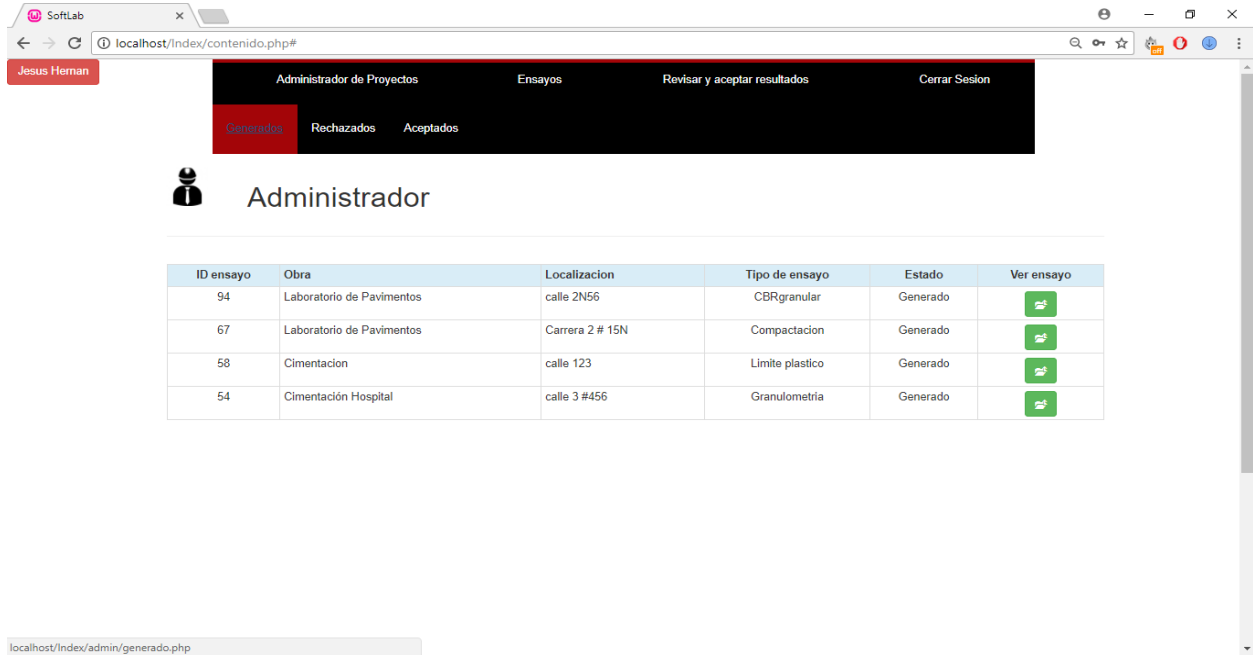 SoftLab
localhost/Index/contenido.php#
off
Jesus Hernan
Administrador de Proyectos Ensayos Revisar y aceptar resultados Cerrar Sesion
Generados Rechazados Aceptados
Administrador
ID ensayo Obra Localizacion Tipo de ensayo Estado Ver ensayo
94 Laboratorio de Pavimentos calle 2N56 CBRgranular Generado
67 Laboratorio de Pavimentos Carrera 2 # 15N Compactacion Generado
58 Cimentacion calle 123 Limite plastico Generado
54 Cimentación Hospital calle 3 #456 Granulometria Generado
localhost/Index/admin/generado.php